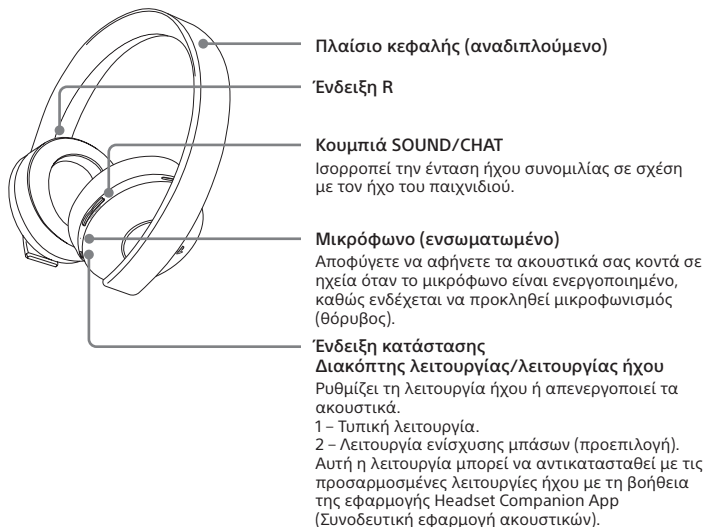 Πλαίσιο κεφαλής (αναδιπλούμενο)
Ένδειξη R
Κουμπιά SOUND/CHAT
Ισορροπεί την ένταση ήχου συνομιλίας σε σχέση
με τον ήχο του παιχνιδιού.
Μικρόφωνο (ενσωματωμένο)
Αποφύγετε να αφήνετε τα ακουστικά σας κοντά σε
ηχεία όταν το μικρόφωνο είναι ενεργοποιημένο,
καθώς ενδέχεται να προκληθεί μικροφωνισμός
(θόρυβος).
Ένδειξη κατάστασης
Διακόπτης λειτουργίας/λειτουργίας ήχου
Ρυθμίζει τη λειτουργία ήχου ή απενεργοποιεί τα
ακουστικά.
1 – Τυπική λειτουργία.
2 – Λειτουργία ενίσχυσης μπάσων (προεπιλογή).
Αυτή η λειτουργία μπορεί να αντικατασταθεί με τις
προσαρμοσμένες λειτουργίες ήχου με τη βοήθεια
της εφαρμογής Headset Companion App
(Συνοδευτική εφαρμογή ακουστικών).